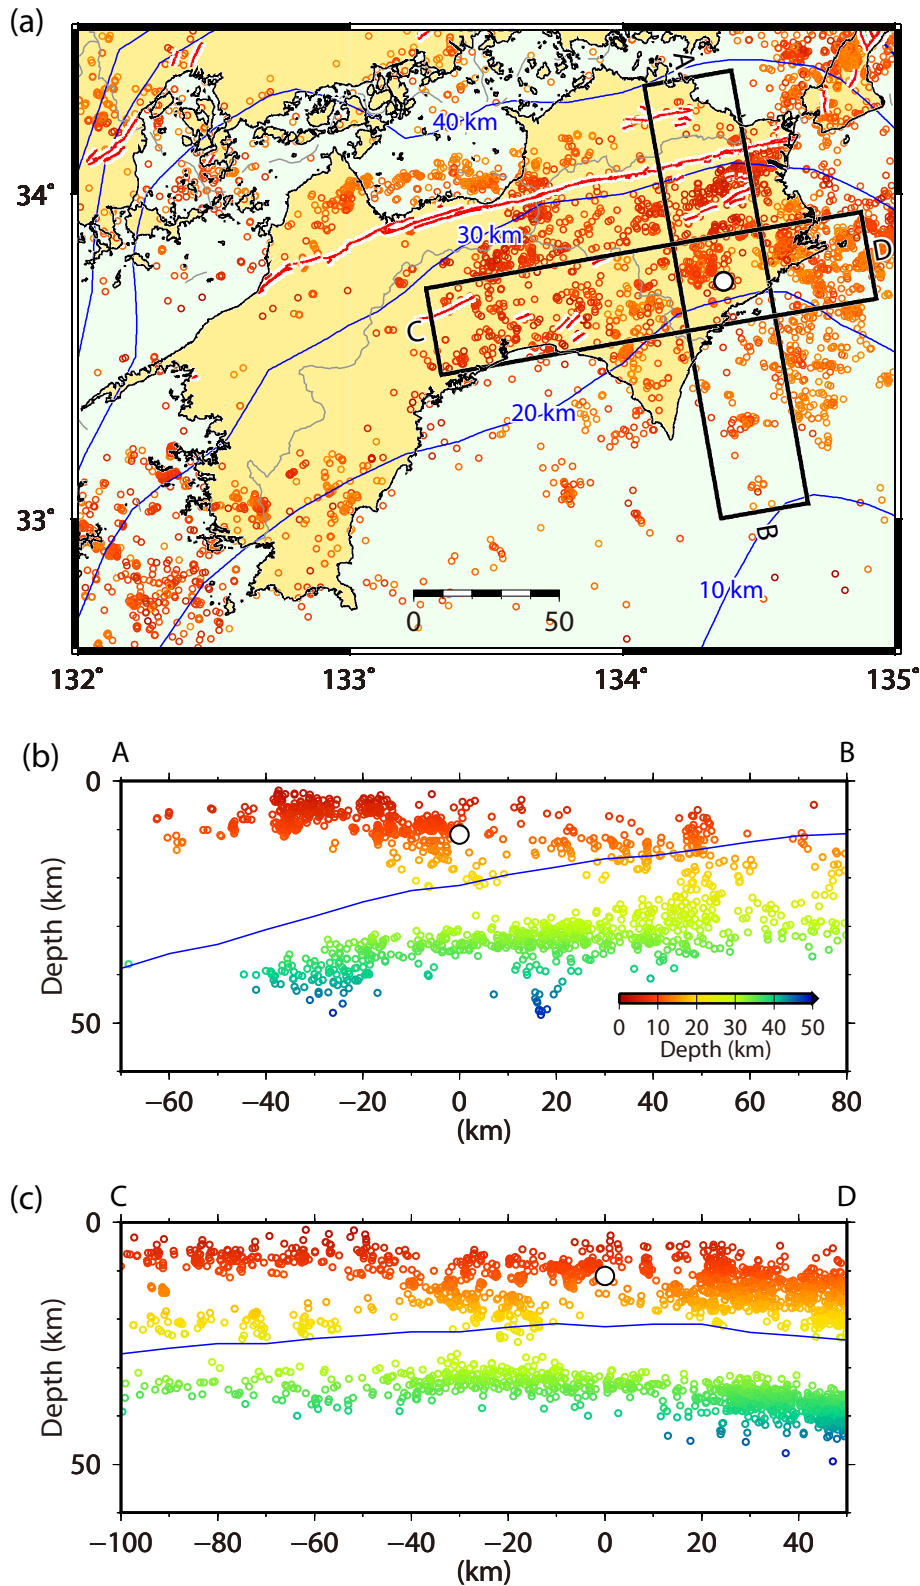 (a)
A
40 km
34°
30 km
D
C
20 km
33°
B
10 km
0 50
132° 133° 134° 135°
(b) A B
0
Depth (km)
50
0 10 20 30 40 50
Depth (km)
−60 −40 −20 0 20 40 60 80
(km)
(c) C D
0
Depth (km)
50
−100 −80 −60 −40 −20 0 20 40
(km)